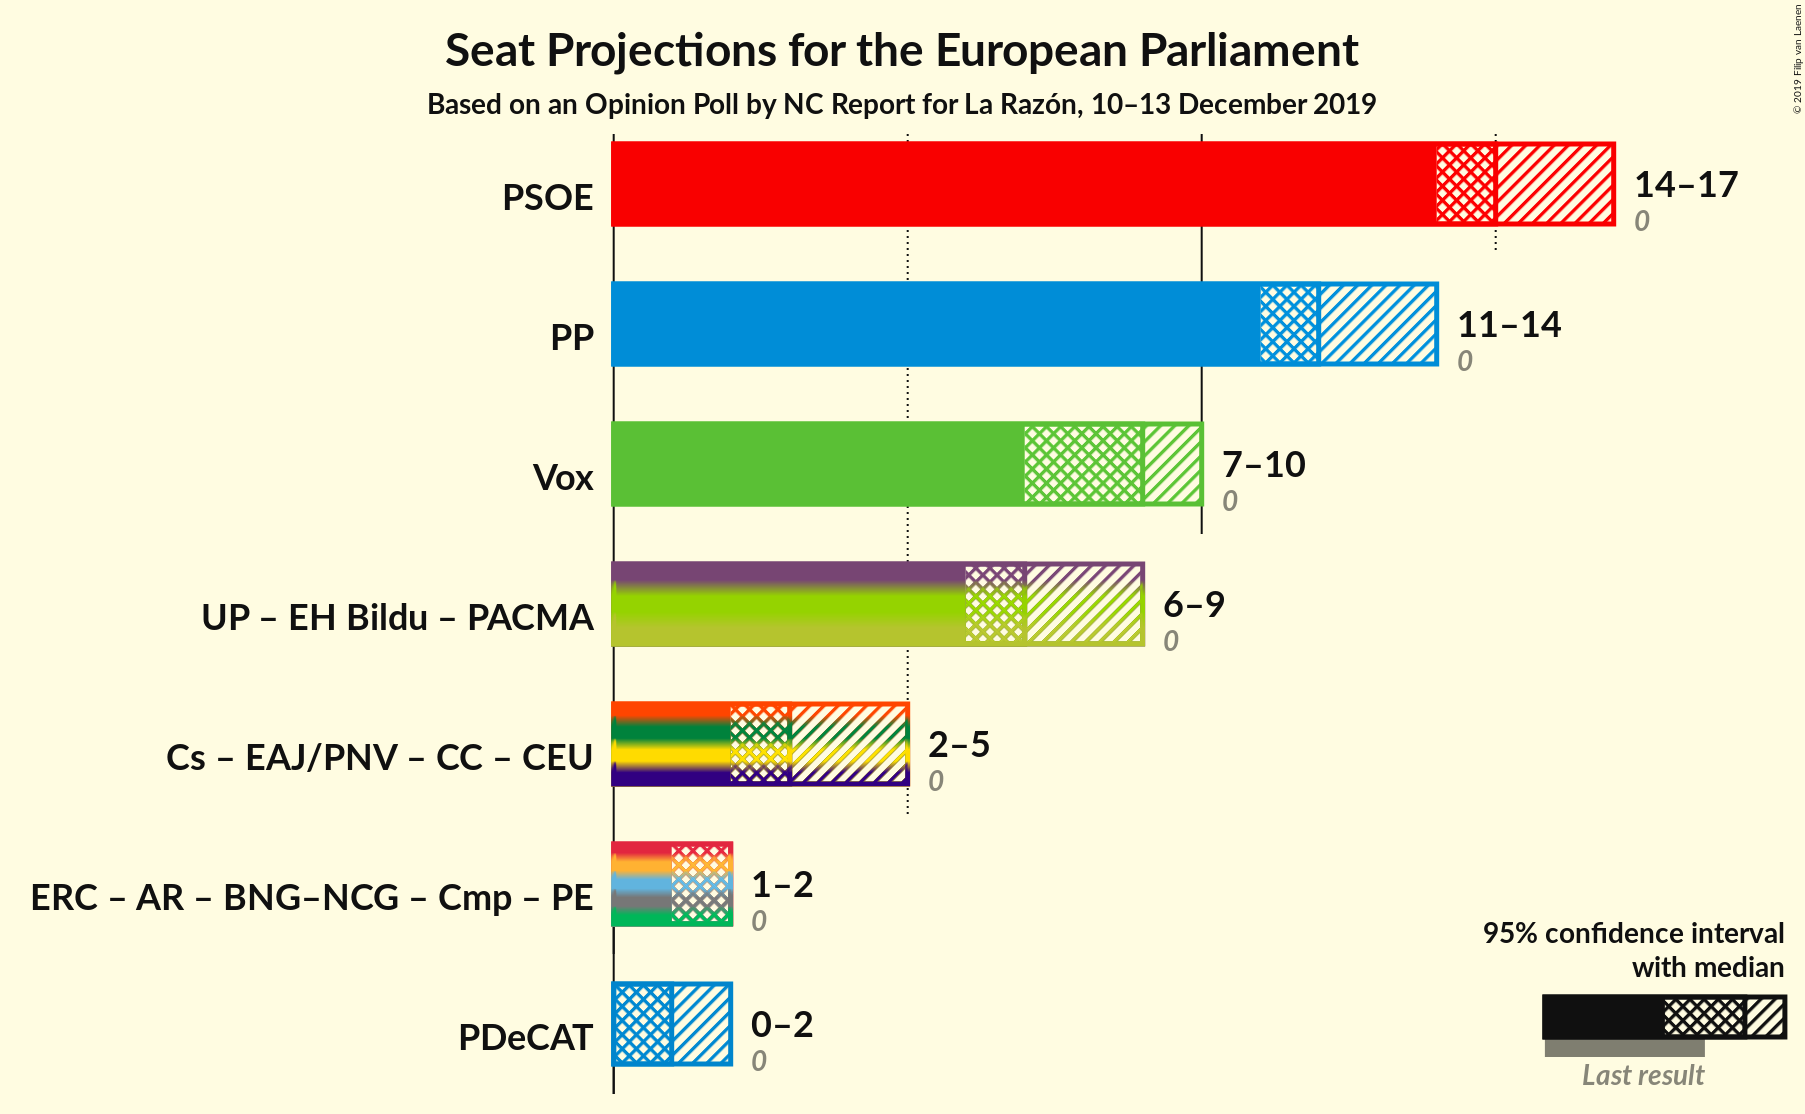 Seat Projections for the European Parliament
Based on an Opinion Poll by NC Report for La Razón, 10–13 December 2019
© 2019 Filip van Laenen
PSOE
14–17
0
PP
11–14
0
Vox
7–10
0
UP – EH Bildu – PACMA
6–9
0
Cs – EAJ/PNV – CC – CEU
2–5
0
ERC – AR – BNG–NCG – Cmp – PE
1–2
0
PDeCAT
0–2
0
95% confidence interval
with median
Last result